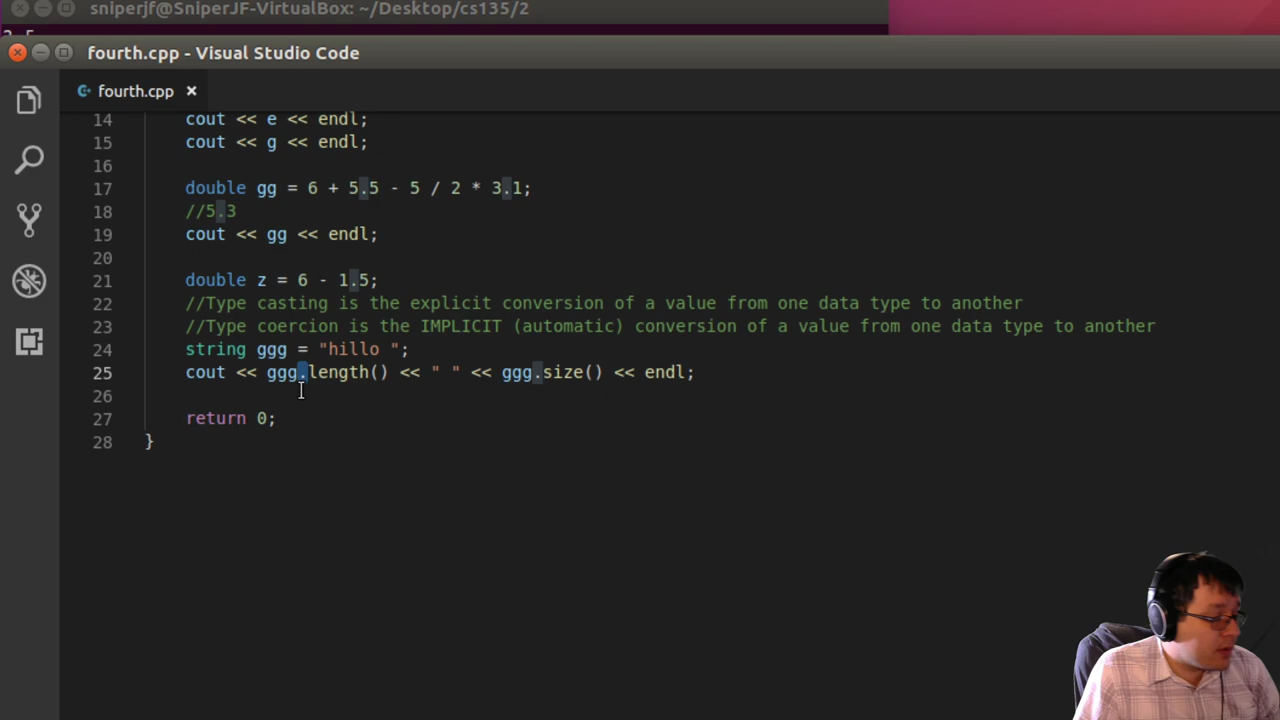 sniperjf@SniperJF-VirtualBox: ~/Desktop/cs135/2
fourth.cpp - Visual Studio Code
fourth.cpp
14 cout << e << endl;
15 cout << g << endl;
16
17 double gg = 6 + 5.5 - 5 / 2 * 3.1;
18 //5.3
19 cout << gg << endl;
20
21 double z = 6 - 1.5;
22 //Type casting is the explicit conversion of a value from one data type to another
23 //Type coercion is the IMPLICIT (automatic) conversion of a value from one data type to another
24 string ggg = "hillo ";
25 cout << ggg.length() << " " << ggg.size() << endl;
26
27 return 0;
28 }